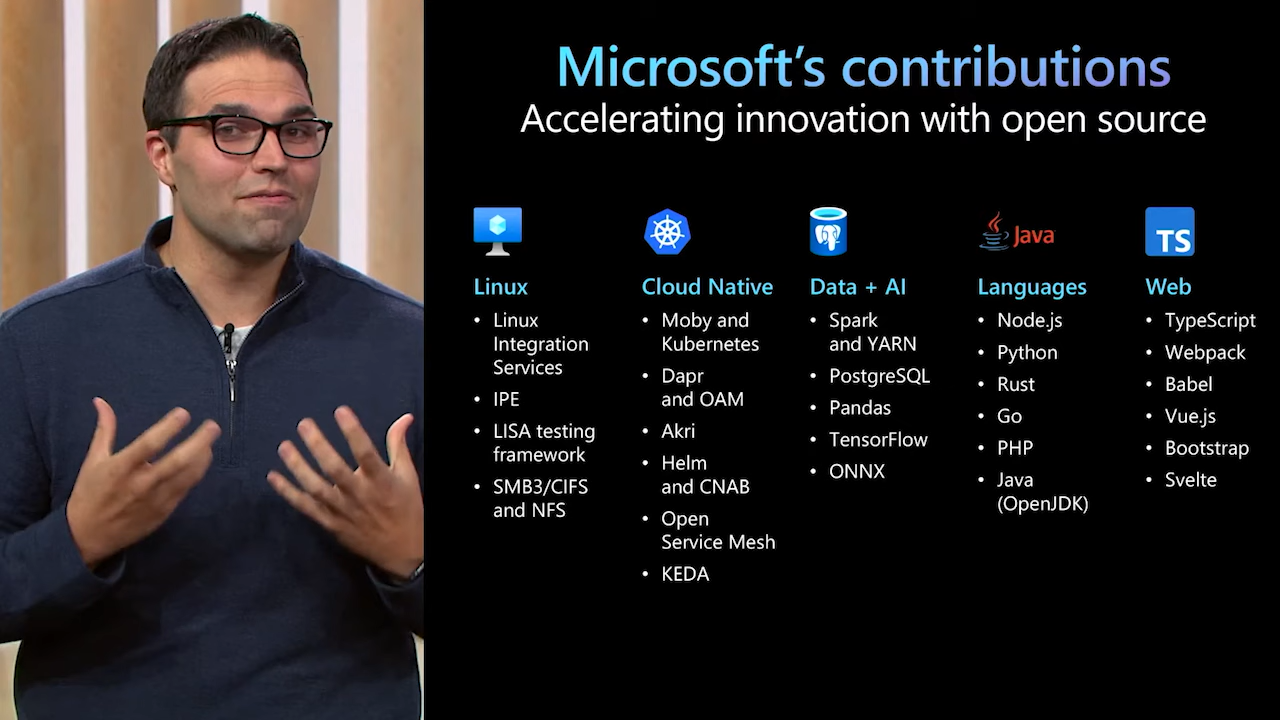 Microsoft's contributions
Accelerating innovation with open source
Linux
• Linux
Integration
Services
• IPE
• LISA testing
framework
• SMB3/CIFS
and NFS
Cloud Native
• Moby and
Kubernetes
• Dapr
and OAM
• Akri
• Helm
and CNAB
• Open
Service Mesh
• KEDA
Data + AI
• Spark
and YARN
• PostgreSQL
• Pandas
• TensorFlow
• ONNX
Java
Languages
• Node.js
• Python
• Rust
• Go
• PHP
• Java
(OpenJDK)
TS
Web
• TypeScript
• Webpack
• Babel
• Vue.js
• Bootstrap
• Svelte